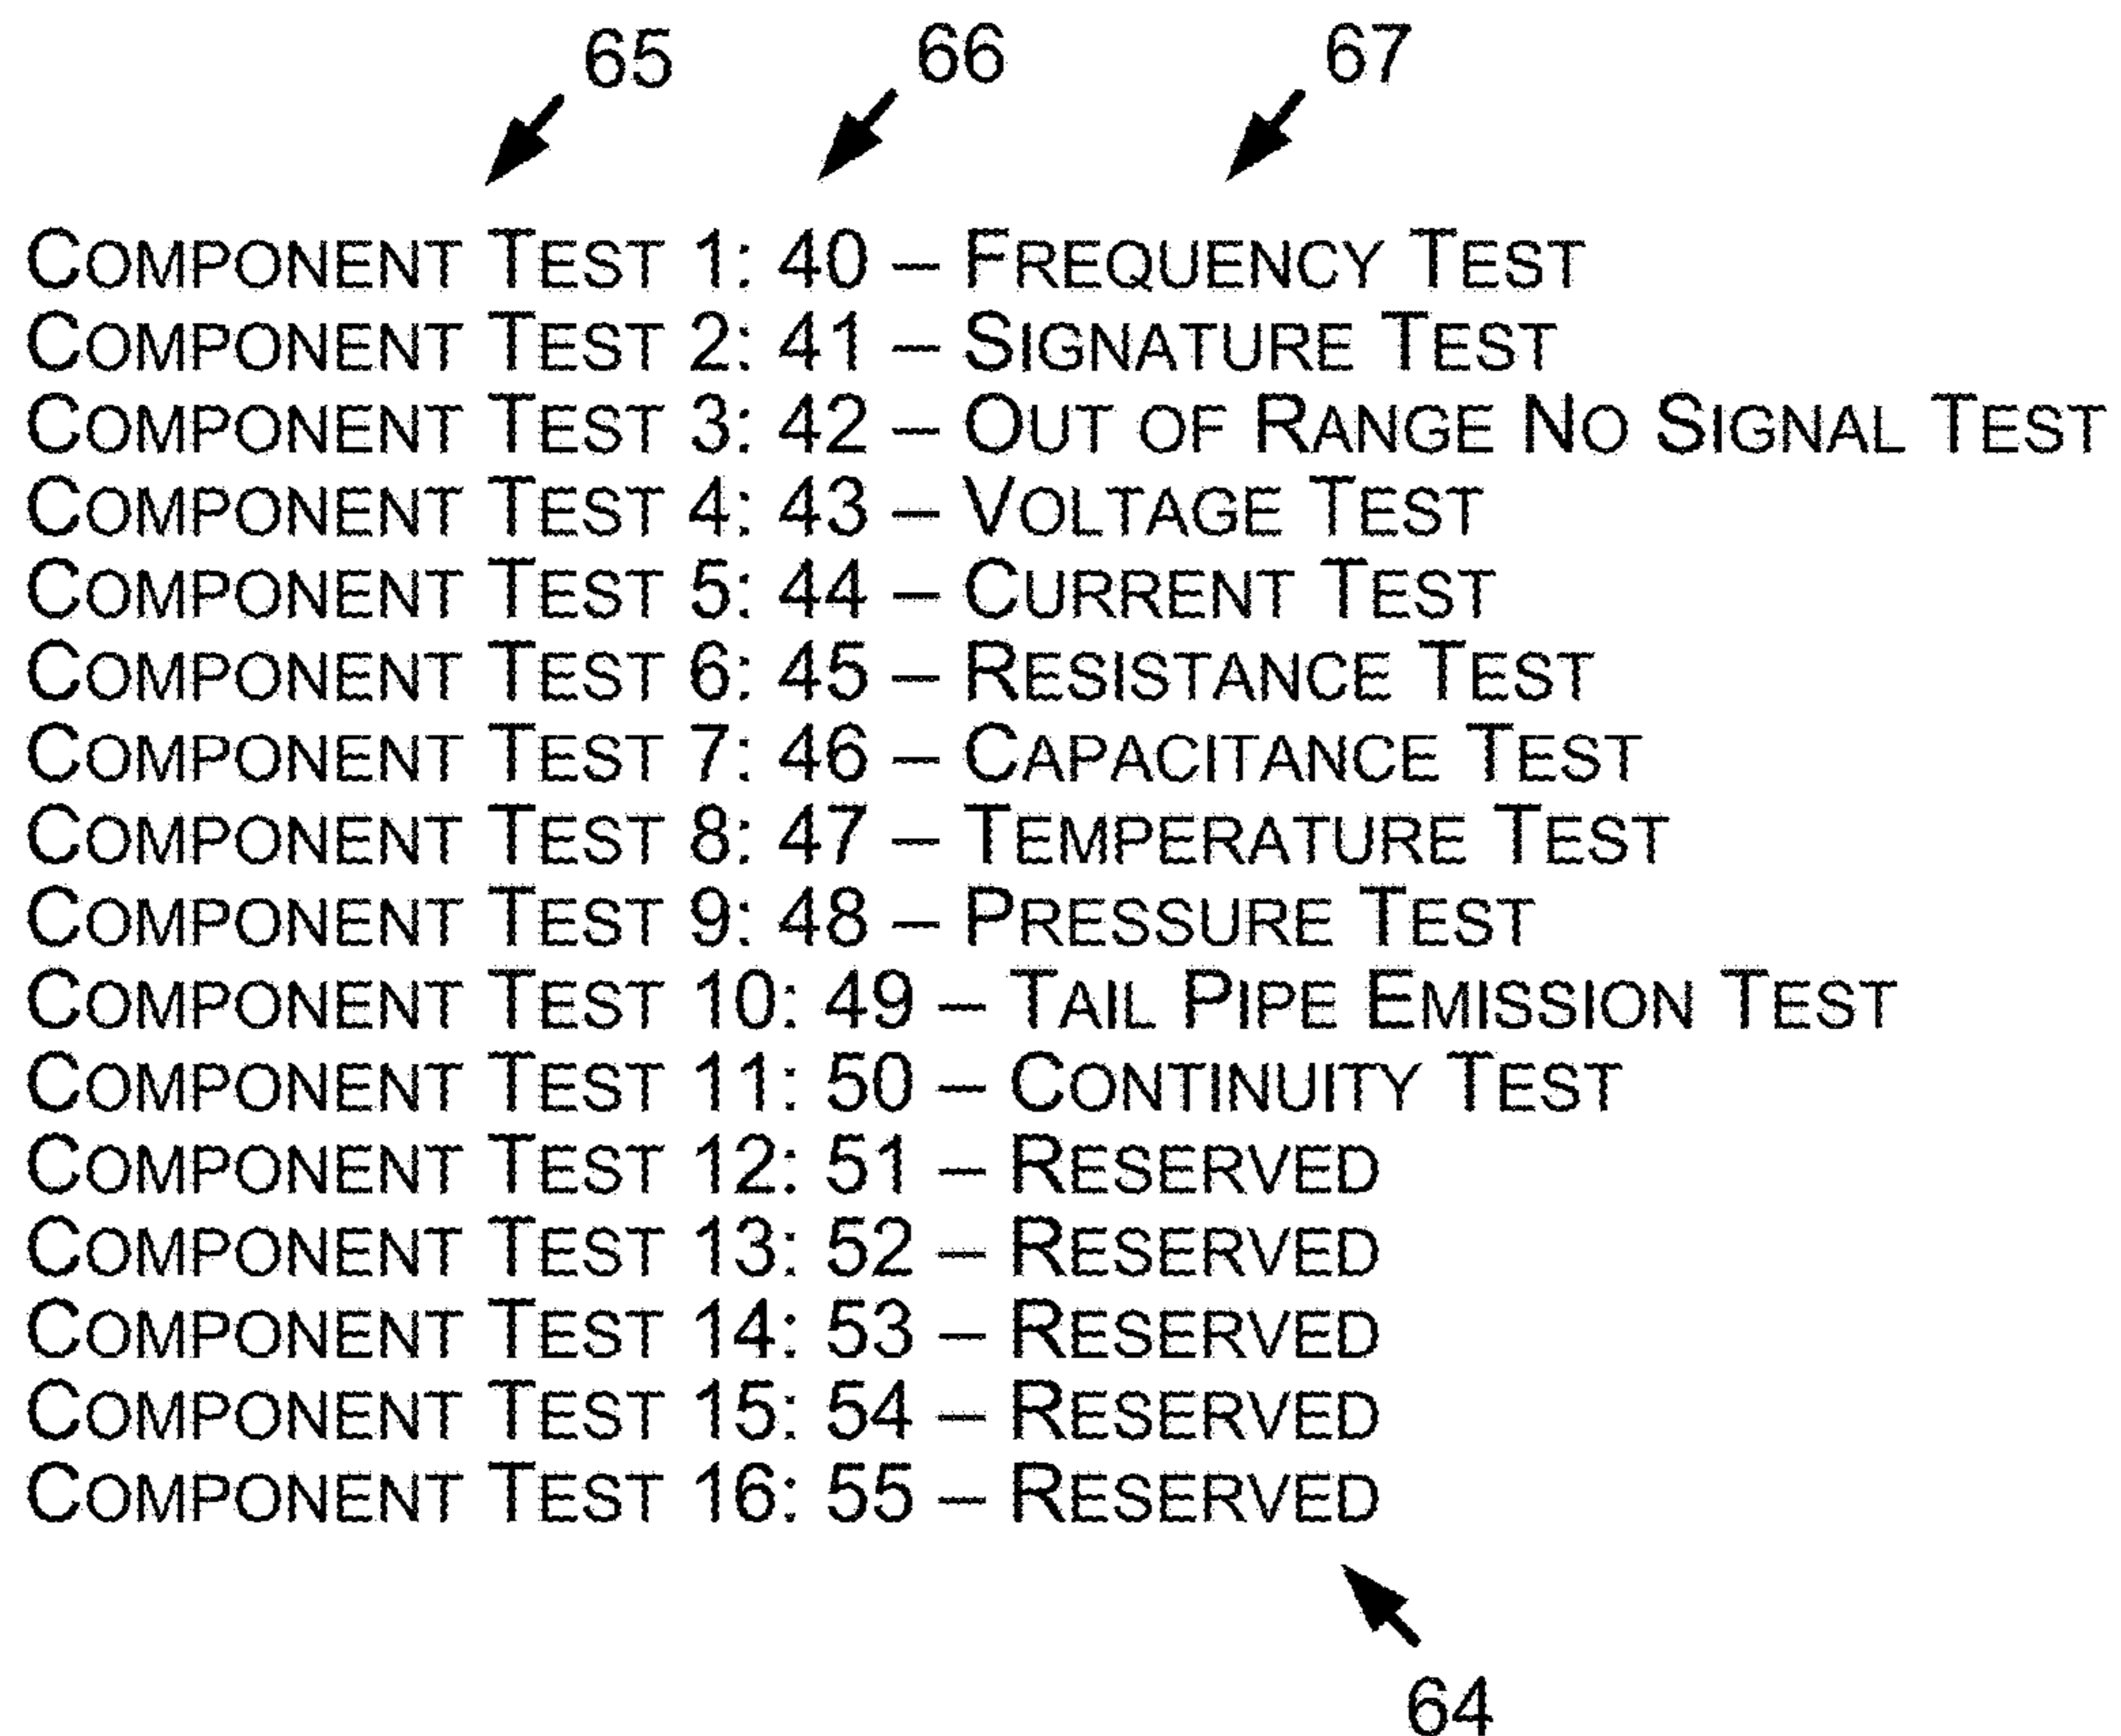 65 66 67
COMPONENT TEST 1: 40 – FREQUENCY TEST
COMPONENT TEST 2: 41 – SIGNATURE TEST
COMPONENT TEST 3: 42 – OUT OF RANGE NO SIGNAL TEST
COMPONENT TEST 4: 43 – VOLTAGE TEST
COMPONENT TEST 5: 44 – CURRENT TEST
COMPONENT TEST 6: 45 – RESISTANCE TEST
COMPONENT TEST 7: 46 – CAPACITANCE TEST
COMPONENT TEST 8: 47 – TEMPERATURE TEST
COMPONENT TEST 9: 48 – PRESSURE TEST
COMPONENT TEST 10: 49 – TAIL PIPE EMISSION TEST
COMPONENT TEST 11: 50 – CONTINUITY TEST
COMPONENT TEST 12: 51 – RESERVED
COMPONENT TEST 13: 52 – RESERVED
COMPONENT TEST 14: 53 – RESERVED
COMPONENT TEST 15: 54 – RESERVED
COMPONENT TEST 16: 55 – RESERVED
64